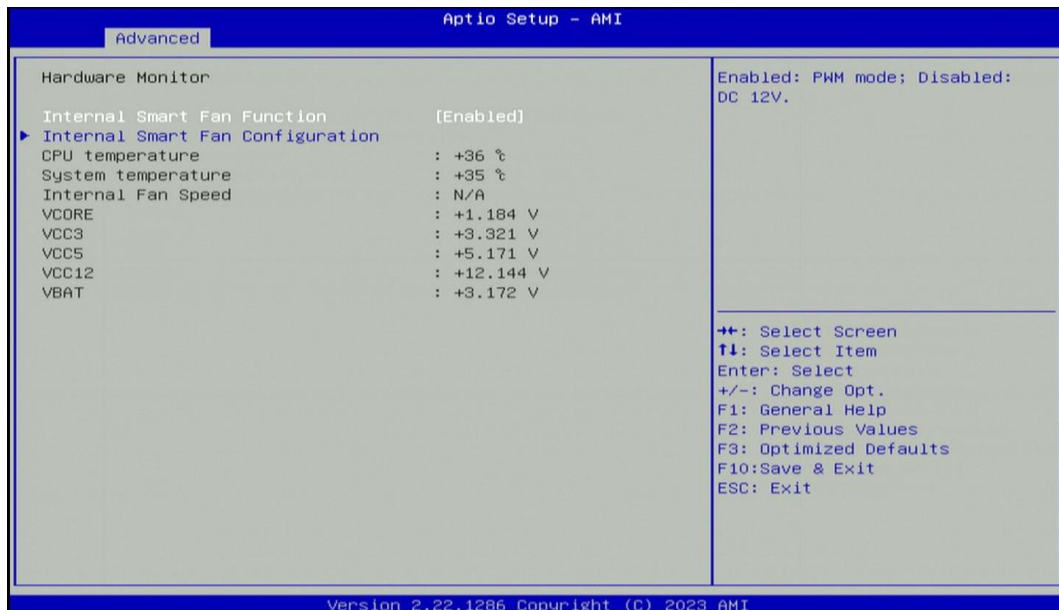 Aptio Setup - AMI
Advanced
Hardware Monitor
Internal Smart Fan Function [Enabled]
Internal Smart Fan Configuration
CPU temperature : +36 ℃
System temperature : +35 ℃
Internal Fan Speed : N/A
VCORE : +1.184 V
VCC3 : +3.321 V
VCC5 : +5.171 V
VCC12 : +12.144 V
VBAT : +3.172 V
Enabled: PWM mode; Disabled:
DC 12V.
→←: Select Screen
↑↓: Select Item
Enter: Select
+/-: Change Opt.
F1: General Help
F2: Previous Values
F3: Optimized Defaults
F10:Save & Exit
ESC: Exit
Version 2.22.1286 Copyright (C) 2023 AMI